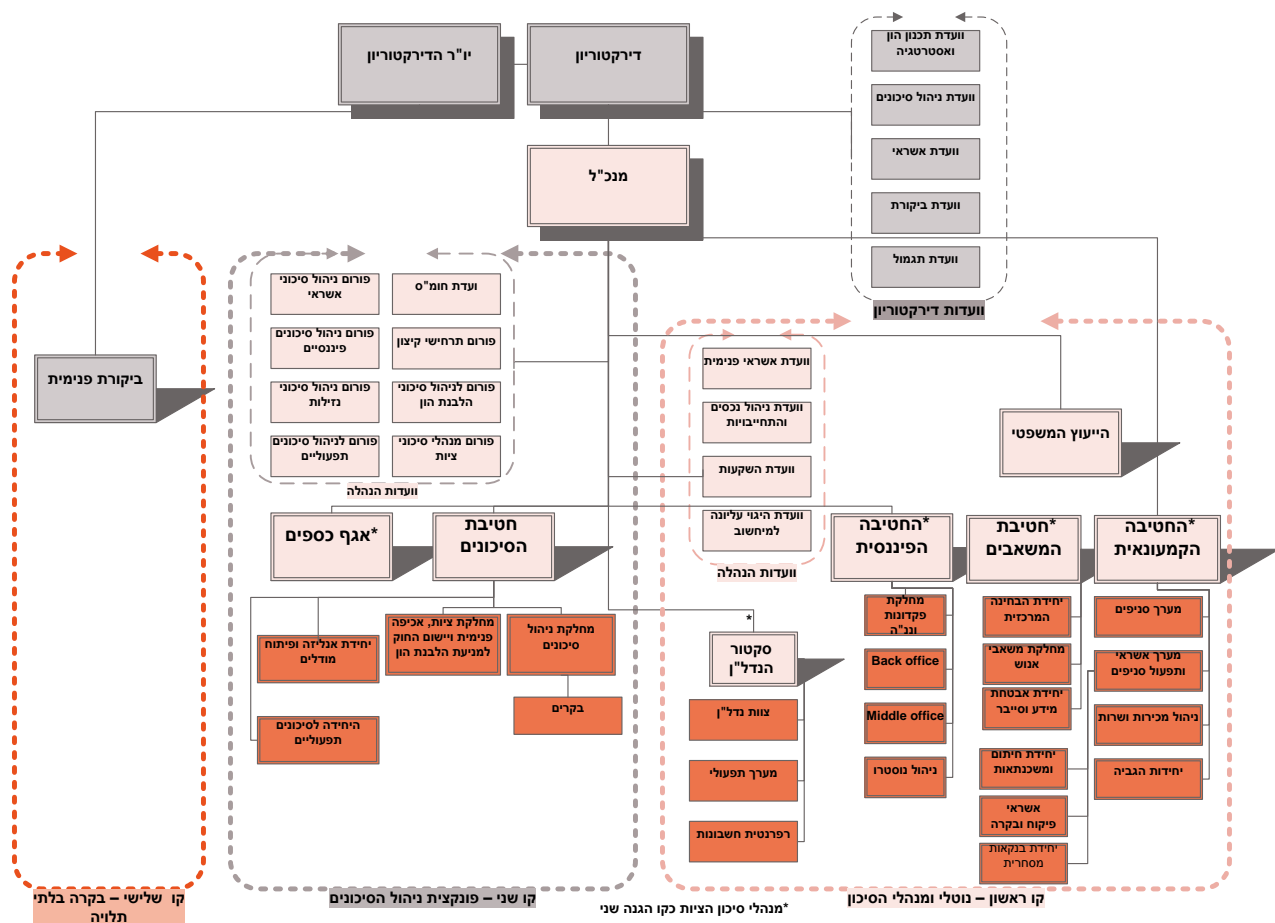 יו"ר הדירקטוריון
דירקטוריון
וועדת תכנון הון
ואסטרטגיה
וועדת ניהול סיכונים
וועדת אשראי
וועדת ביקורת
וועדת תגמול
וועדות דירקטוריון
מנכ"ל
ביקורת פנימית
פורום ניהול סיכוני
אשראי
ועדת חומ"ס
פורום ניהול סיכונים
פיננסיים
פורום תרחישי קיצון
פורום ניהול סיכוני
נזילות
פורום לניהול סיכוני
הלבנת הון
פורום לניהול סיכונים
תפעוליים
פורום מנהלי סיכוני
ציות
וועדות הנהלה
וועדת אשראי פנימית
וועדת ניהול נכסים
והתחייבויות
וועדת השקעות
וועדת היגוי עליונה
למיחשוב
וועדות הנהלה
הייעוץ המשפטי
*אגף כספים
חטיבת
הסיכונים
*החטיבה
הפיננסית
*חטיבת
המשאבים
*החטיבה
הקמעונאית
יחידת אנליזה ופיתוח
מודלים
מחלקת ציות, אכיפה
פנימית ויישום החוק
למניעת הלבנת הון
מחלקת ניהול
סיכונים
בקרים
היחידה לסיכונים
תפעוליים
*
סקטור
הנדל"ן
צוות נדל"ן
מערך תפעולי
רפרנטית חשבונות
מחלקת
פקדונות
וננ"ה
Back office
Middle office
ניהול נוסטרו
יחידת הבחינה
המרכזית
מחלקת משאבי
אנוש
יחידת אבטחת
מידע וסייבר
יחידת חיתום
ומשכנתאות
אשראי
פיקוח ובקרה
יחידת בנקאות
מסחרית
מערך סניפים
מערך אשראי
ותפעול סניפים
ניהול מכירות ושרות
יחידות הגביה
קו שלישי – בקרה בלתי
תלויה
קו שני – פונקצית ניהול הסיכונים
קו ראשון – נוטלי ומנהלי הסיכון
*מנהלי סיכון הציות כקו הגנה שני